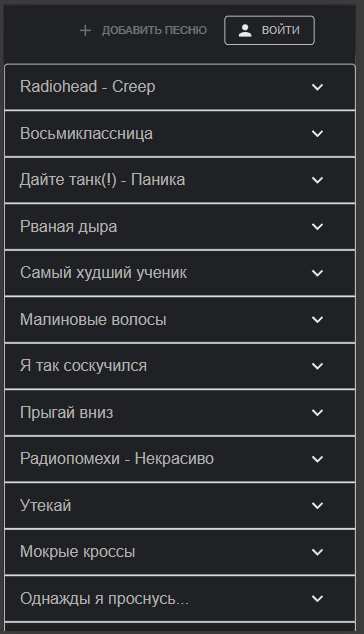 ДОБАВИТЬ ПЕСНЮ ВОЙТИ
Radiohead - Creep
Восьмиклассница
Дайте танк(!) - Паника
Рваная дыра
Самый худший ученик
Малиновые волосы
Я так соскучился
Прыгай вниз
Радиопомехи - Некрасиво
Утекай
Мокрые кроссы
Однажды я проснусь...